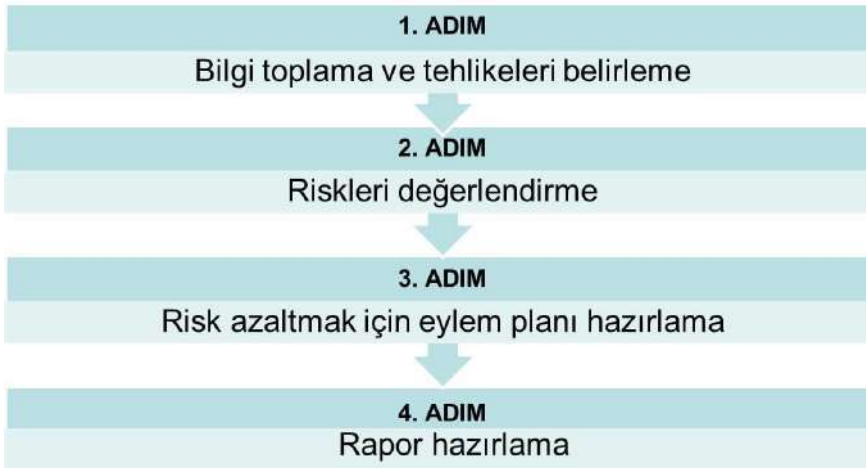 1. ADIM
Bilgi toplama ve tehlikeleri belirleme
2. ADIM
Riskleri değerlendirme
3. ADIM
Risk azaltmak için eylem planı hazırlama
4. ADIM
Rapor hazırlama